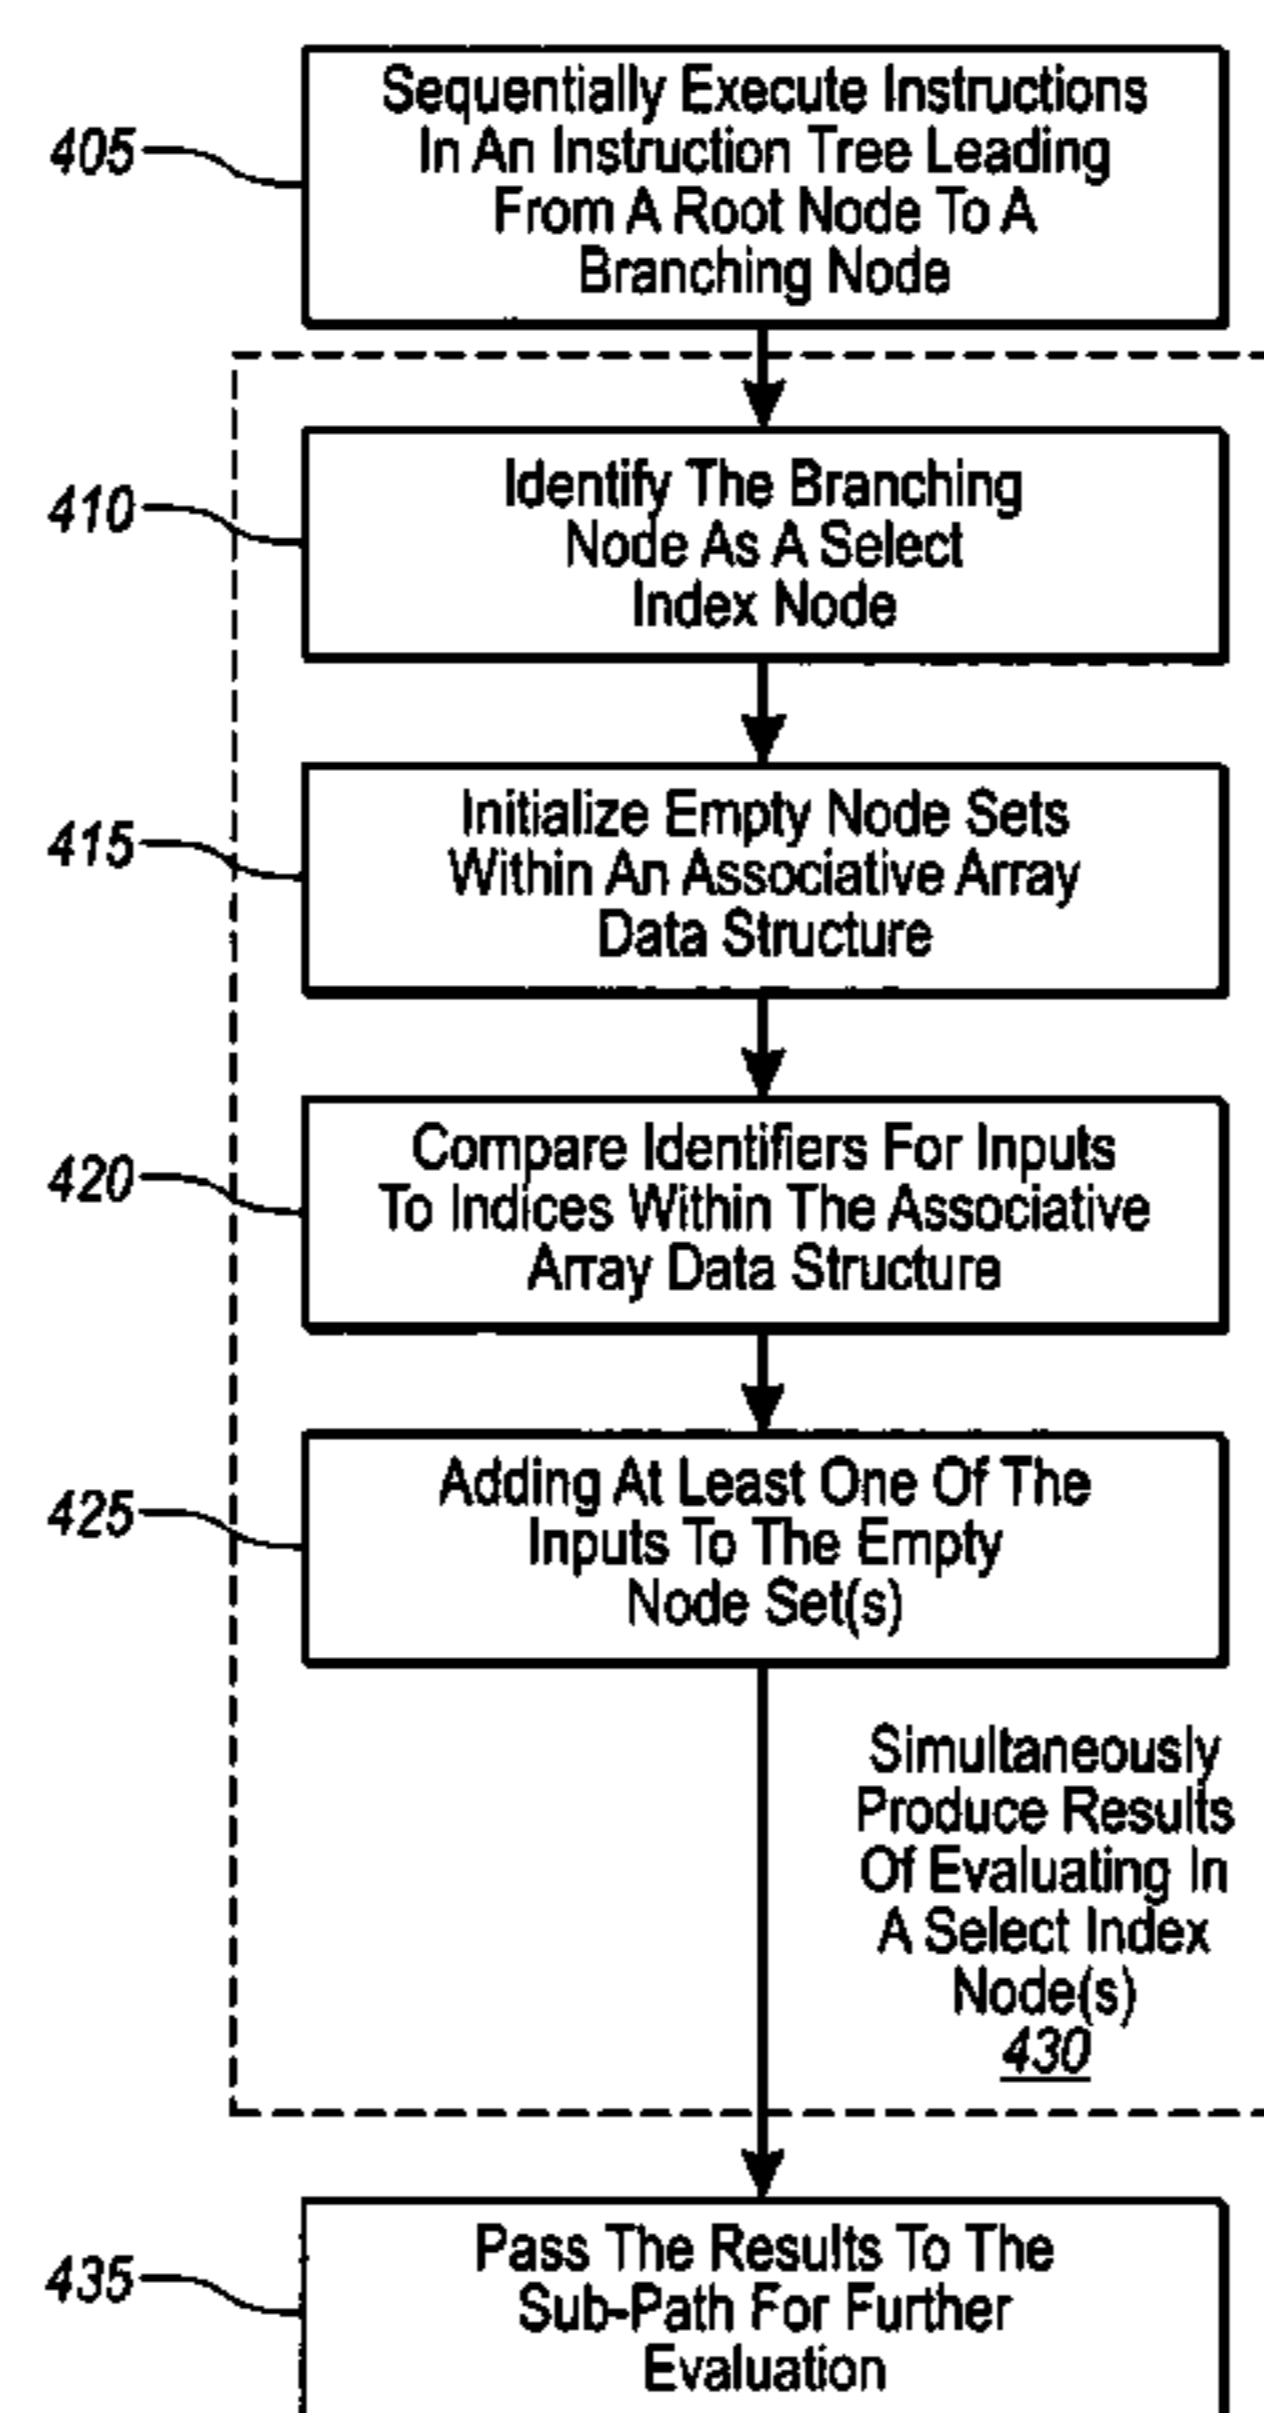 405
Sequentially Execute Instructions
In An Instruction Tree Leading
From A Root Node To A
Branching Node
410
Identify The Branching
Node As A Select
Index Node
415
Initialize Empty Node Sets
Within An Associative Array
Data Structure
420
Compare Identifiers For Inputs
To Indices Within The Associative
Array Data Structure
425
Adding At Least One Of The
Inputs To The Empty
Node Set(s)
Simultaneously
Produce Results
Of Evaluating In
A Select Index
Node(s)
430
435
Pass The Results To The
Sub-Path For Further
Evaluation